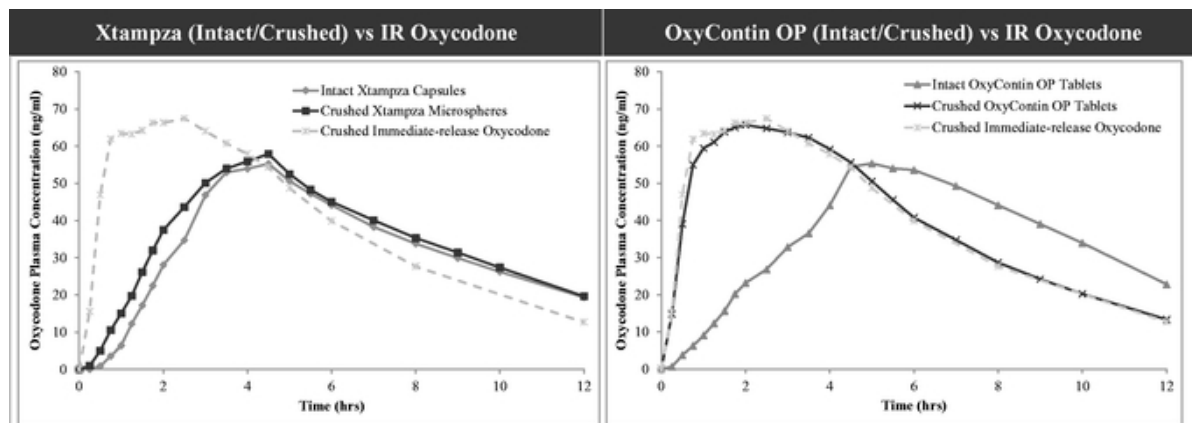 Xtampza (Intact/Crushed) vs IR Oxycodone
OxyContin OP (Intact/Crushed) vs IR Oxycodone
Oxycodone Plasma Concentration (ng/ml)
80
70
60
50
40
30
20
10
0
Intact Xtampza Capsules
Crushed Xtampza Microspheres
Crushed Immediate-release Oxycodone
0 2 4 6 8 10 12
Time (hrs)
Oxycodone Plasma Concentration (ng/ml)
80
70
60
50
40
30
20
10
0
Intact OxyContin OP Tablets
Crushed OxyContin OP Tablets
Crushed Immediate-release Oxycodone
0 2 4 6 8 10 12
Time (hrs)